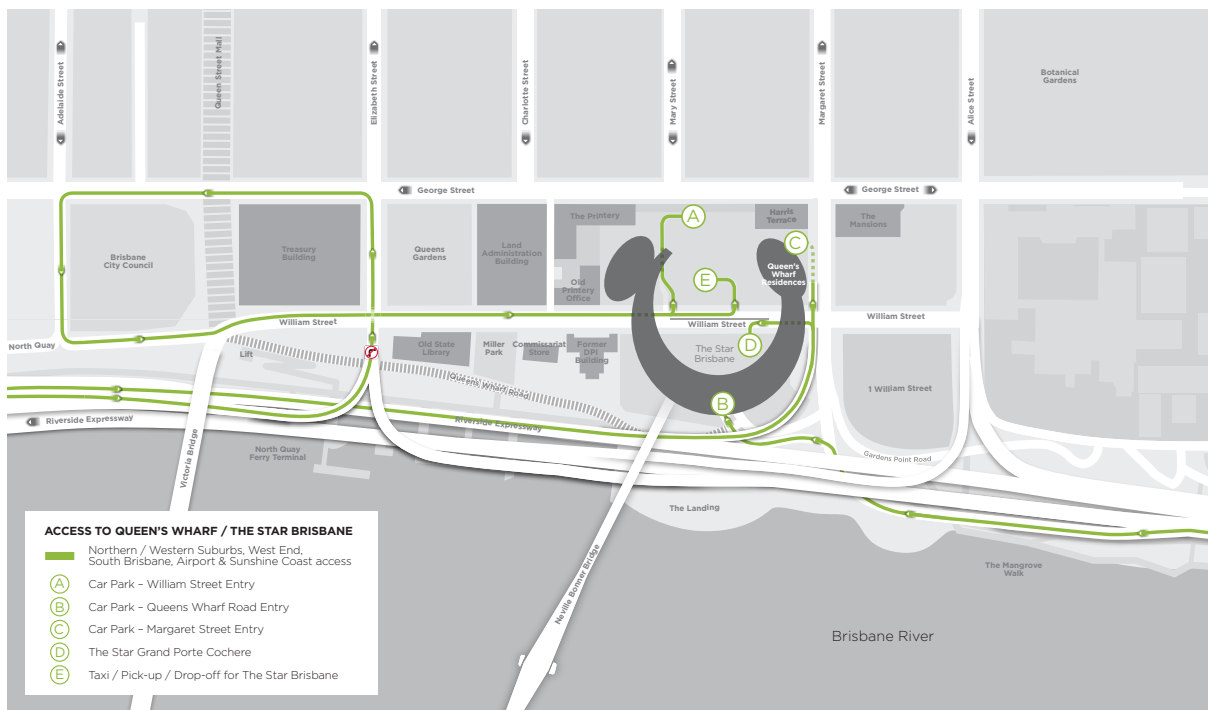 Adelaide Street
Queen Street Mall
Elizabeth Street
Charlotte Street
Mary Street
Margaret Street
Alice Street
Botanical
Gardens
George Street
George Street
The Printery
Harris
Terrace
The
Mansions
A
C
Brisbane
City Council
Treasury
Building
Queens
Gardens
Land
Administration
Building
Old
Printery
Office
E
Queen's
Wharf
Residences
William Street
William Street
William Street
North Quay
Lift
Old State
Library
Miller
Park
Commissariat
Store
Former
DPI
Building
D
The Star
Brisbane
1 William Street
Queens Wharf Road
B
Riverside Expressway
Riverside Expressway
Victoria Bridge
North Quay
Ferry Terminal
Gardens Point Road
The Landing
Neville Bonner Bridge
The Mangrove
Walk
Brisbane River
ACCESS TO QUEEN'S WHARF / THE STAR BRISBANE
Northern / Western Suburbs, West End,
South Brisbane, Airport & Sunshine Coast access
A Car Park – William Street Entry
B Car Park – Queens Wharf Road Entry
C Car Park – Margaret Street Entry
D The Star Grand Porte Cochere
E Taxi / Pick-up / Drop-off for The Star Brisbane